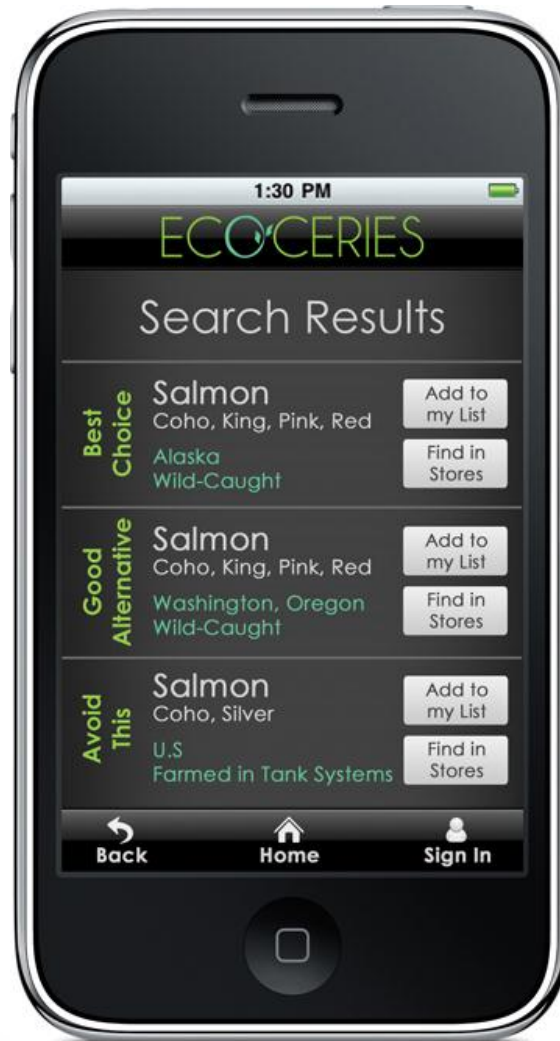 1:30 PM
ECO'CERIES
Search Results
Best
Choice
Salmon
Coho, King, Pink, Red
Alaska
Wild-Caught
Add to
my List
Find in
Stores
Good
Alternative
Salmon
Coho, King, Pink, Red
Washington, Oregon
Wild-Caught
Add to
my List
Find in
Stores
Avoid
This
Salmon
Coho, Silver
U.S
Farmed in Tank Systems
Add to
my List
Find in
Stores
Back
Home
Sign In